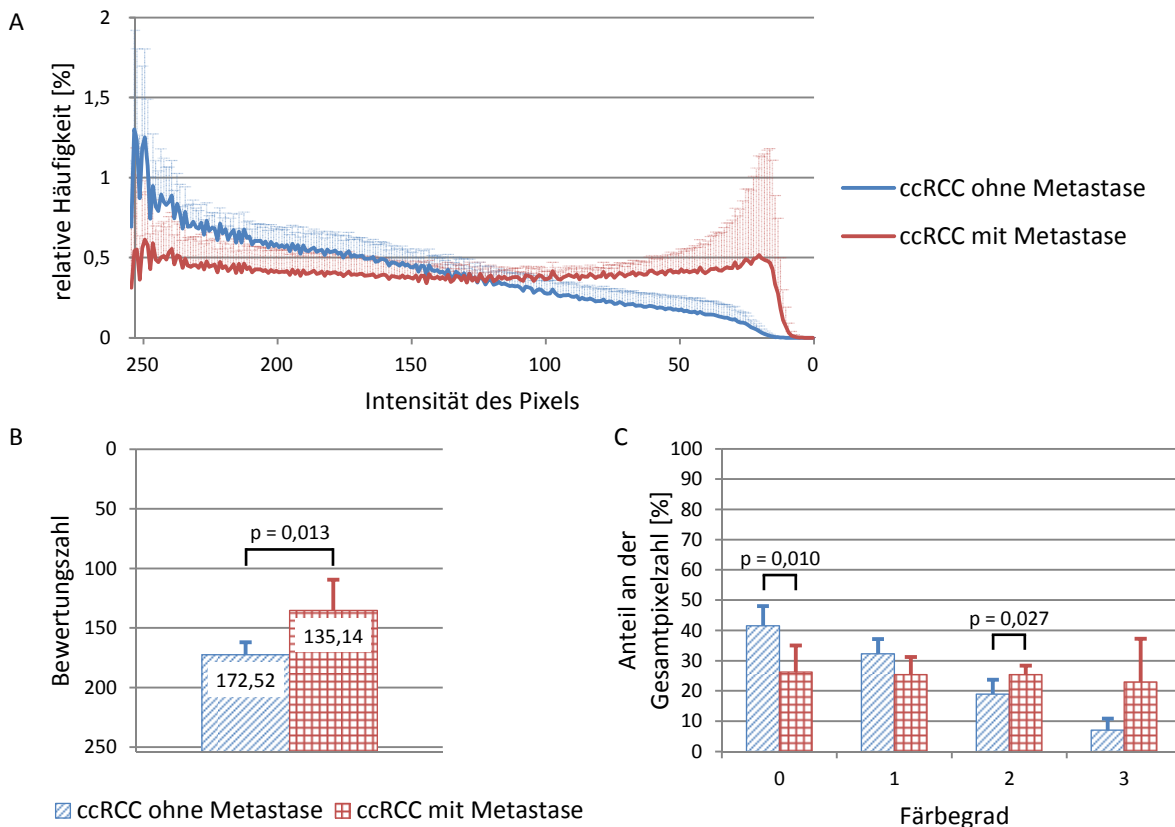 A
relative Häufigkeit [%]
2
1,5
1
0,5
0
250 200 150 100 50 0
Intensität des Pixels
ccRCC ohne Metastase
ccRCC mit Metastase
B
Bewertungszahl
0
50
100
150
200
250
p = 0,013
172,52
135,14
ccRCC ohne Metastase ccRCC mit Metastase
C
Anteil an der
Gesamtpixelzahl [%]
100
90
80
70
60
50
40
30
20
10
0
p = 0,010
p = 0,027
0 1 2 3
Färbegrad